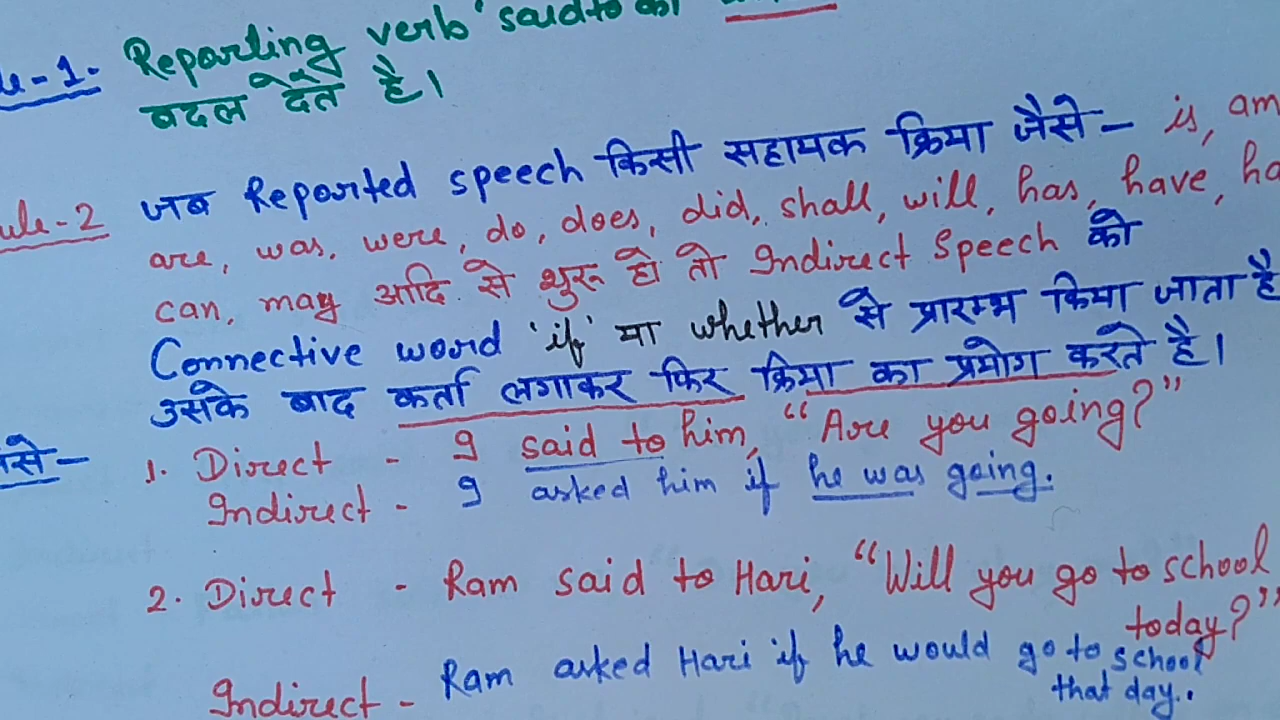 Reporting verb 'said to को
बदल देते है।
जब Reported speech किसी सहायक क्रिया जैसे - is, am
are, was, were, do, does, did, shall, will, has, have,
can, may आदि से शुरू हो तो Indirect Speech को
Connective word 'if' या whether से प्रारम्भ किया जाता है
उसके बाद कर्ता लगाकर फिर क्रिया का प्रयोग करते है।
1. Direct - I said to him, "Are you going?"
Indirect - I asked him if he was going.
2. Direct - Ram said to Hari, "Will you go to school
today?"
Indirect - Ram asked Hari if he would go to school
that day..